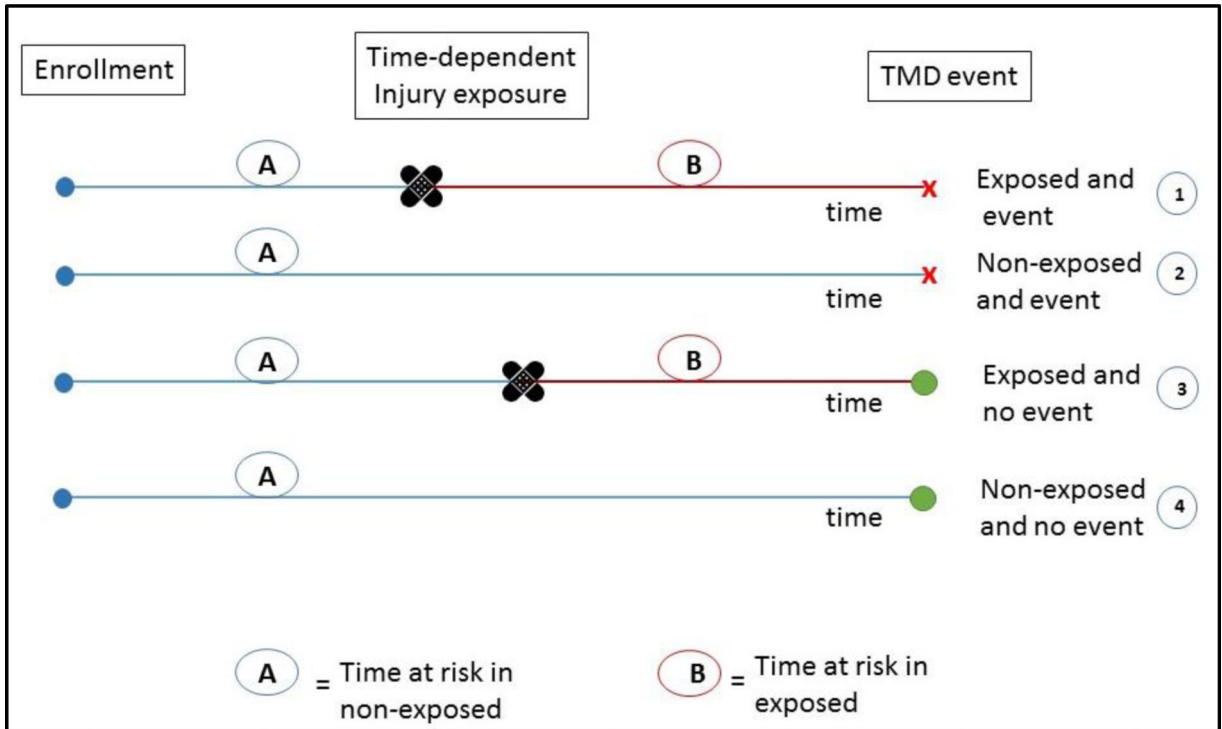 Enrollment
Time-dependent
Injury exposure
TMD event
A
B
time
Exposed and
event
1
A
time
Non-exposed
and event
2
A
B
time
Exposed and
no event
3
A
time
Non-exposed
and no event
4
A = Time at risk in
non-exposed
B = Time at risk in
exposed